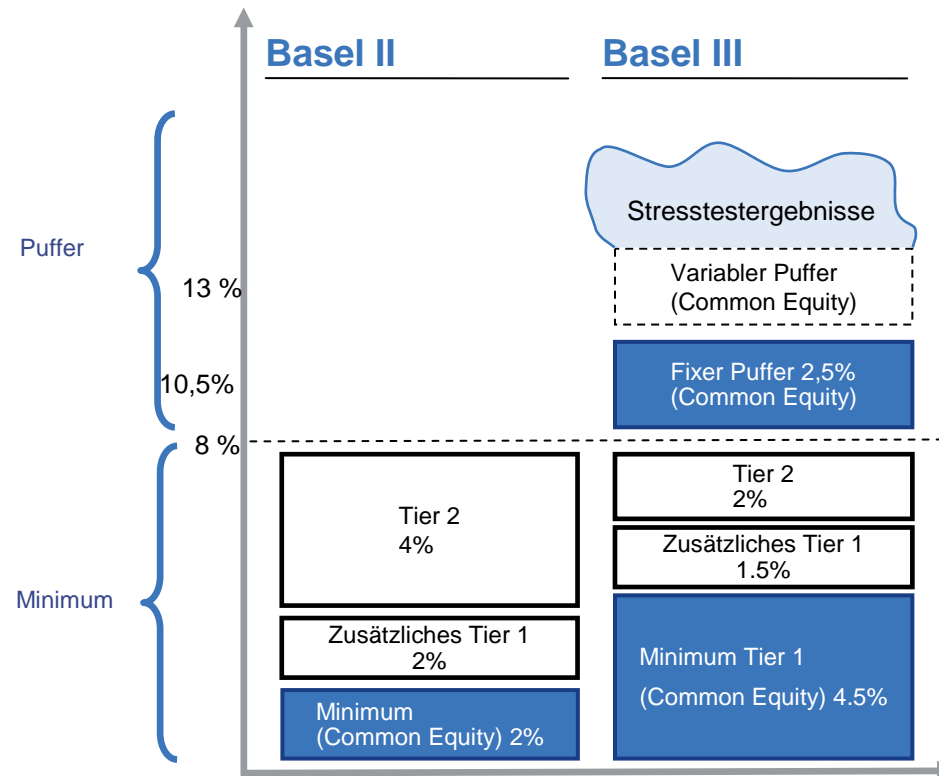 Basel II
Basel III
Puffer
13 %
10,5%
8 %
Minimum
Stresstestergebnisse
Variabler Puffer
(Common Equity)
Fixer Puffer 2,5%
(Common Equity)
Tier 2
4%
Zusätzliches Tier 1
2%
Minimum
(Common Equity) 2%
Tier 2
2%
Zusätzliches Tier 1
1.5%
Minimum Tier 1
(Common Equity) 4.5%